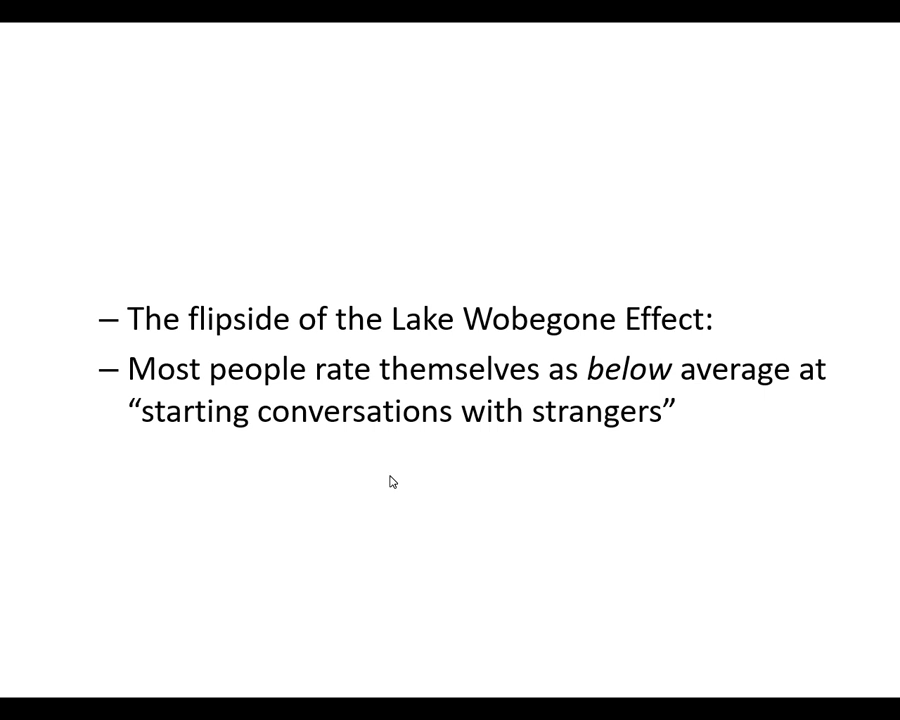 – The flipside of the Lake Wobegone Effect:
– Most people rate themselves as below average at
“starting conversations with strangers”